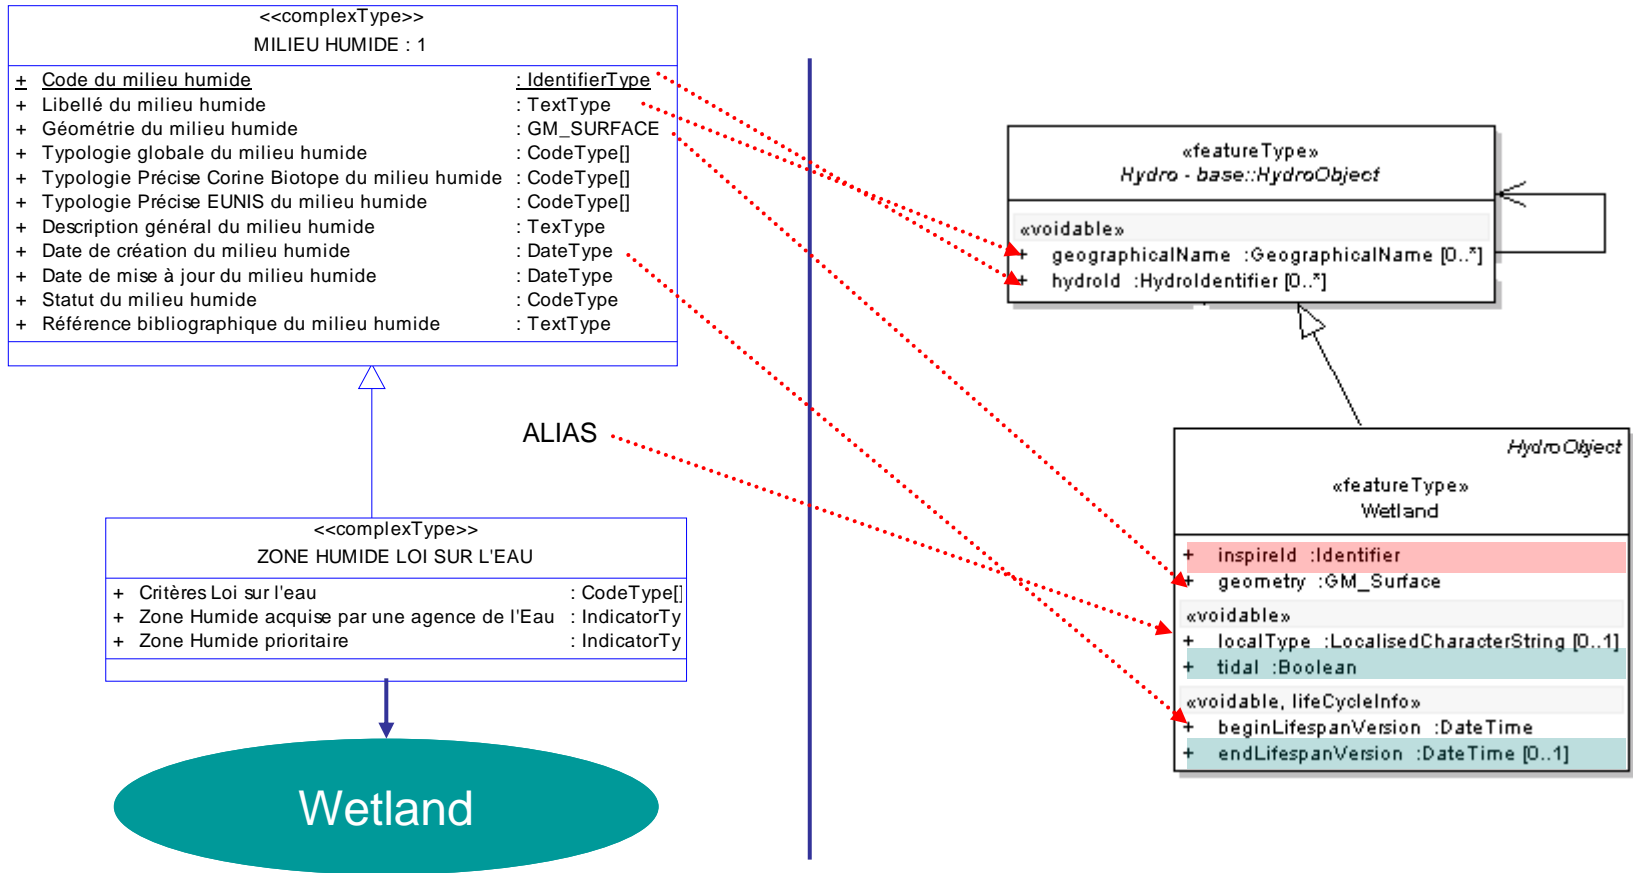 <<complexType>>
MILIEU HUMIDE : 1
+ Code du milieu humide : IdentifierType
+ Libellé du milieu humide : TextType
+ Géométrie du milieu humide : GM_SURFACE
+ Typologie globale du milieu humide : CodeType[]
+ Typologie Précise Corine Biotope du milieu humide : CodeType[]
+ Typologie Précise EUNIS du milieu humide : CodeType[]
+ Description général du milieu humide : TexType
+ Date de création du milieu humide : DateType
+ Date de mise à jour du milieu humide : DateType
+ Statut du milieu humide : CodeType
+ Référence bibliographique du milieu humide : TextType
ALIAS
<<complexType>>
ZONE HUMIDE LOI SUR L'EAU
+ Critères Loi sur l'eau : CodeType[]
+ Zone Humide acquise par une agence de l'Eau : IndicatorTy
+ Zone Humide prioritaire : IndicatorTy
Wetland
«featureType»
Hydro - base::HydroObject
«voidable»
+ geographicalName :GeographicalName [0..*]
+ hydroId :HydroIdentifier [0..*]
HydroObject
«featureType»
Wetland
+ inspireId :Identifier
+ geometry :GM_Surface
«voidable»
+ localType :LocalisedCharacterString [0..1]
+ tidal :Boolean
«voidable, lifeCycleInfo»
+ beginLifespanVersion :DateTime
+ endLifespanVersion :DateTime [0..1]